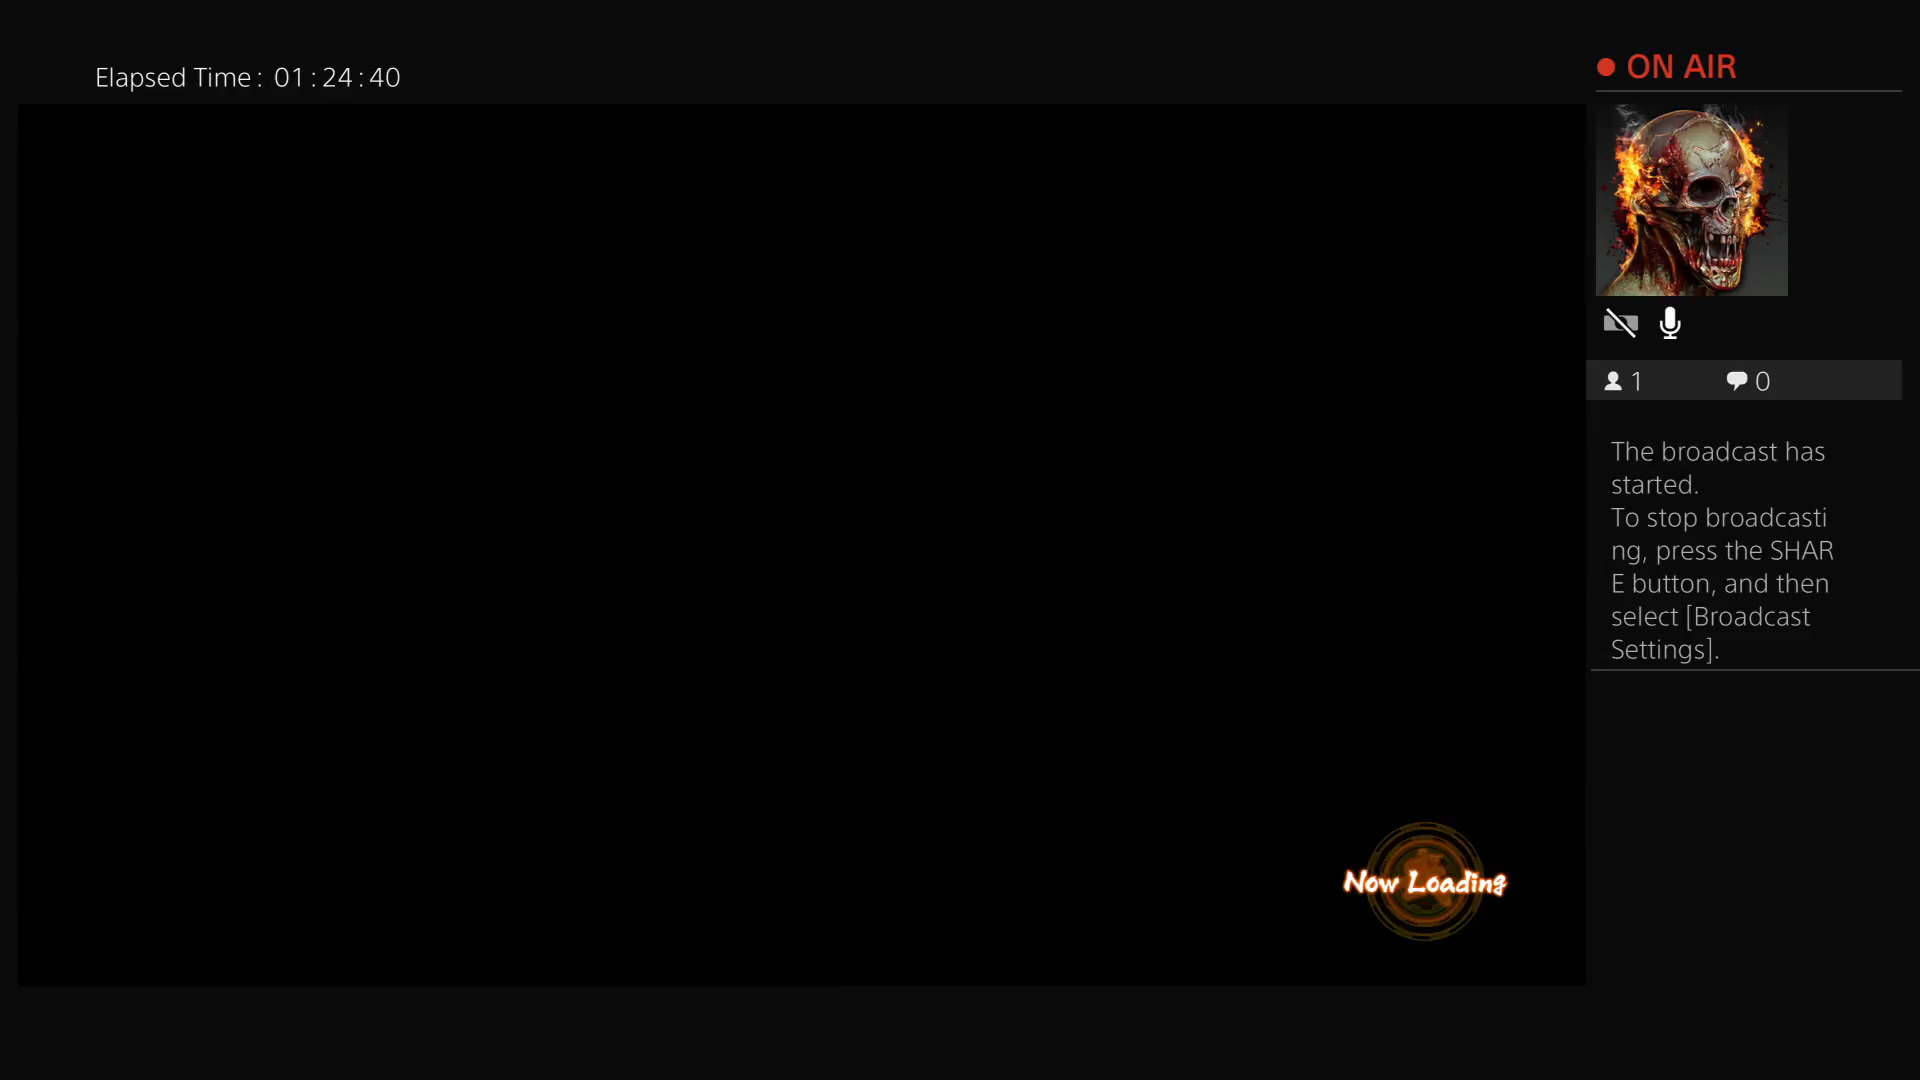 Elapsed Time: 01:24:40
ON AIR
1
0
The broadcast has
started.
To stop broadcasti
ng, press the SHAR
E button, and then
select [Broadcast
Settings].
Now Loading